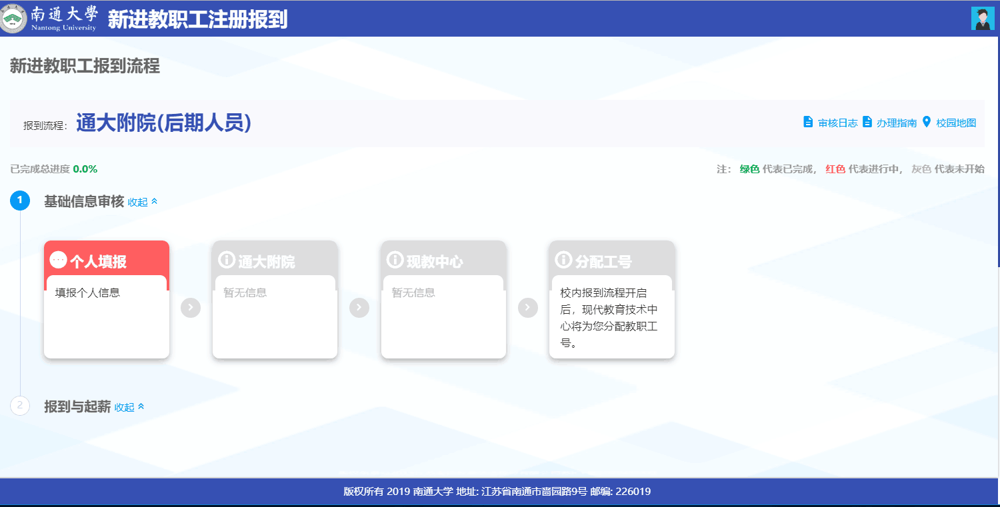 南通大學
Nantong University
新进教职工注册报到
新进教职工报到流程
报到流程: 通大附院(后期人员)
审核日志 办理指南 校园地图
已完成总进度 0.0%
注: 绿色 代表已完成, 红色 代表进行中, 灰色 代表未开始
1 基础信息审核 收起
个人填报
填报个人信息
通大附院
暂无信息
现教中心
暂无信息
分配工号
校内报到流程开启
后，现代教育技术中
心将为您分配教职工
号。
2 报到与起薪 收起
版权所有 2019 南通大学 地址: 江苏省南通市啬园路9号 邮编: 226019